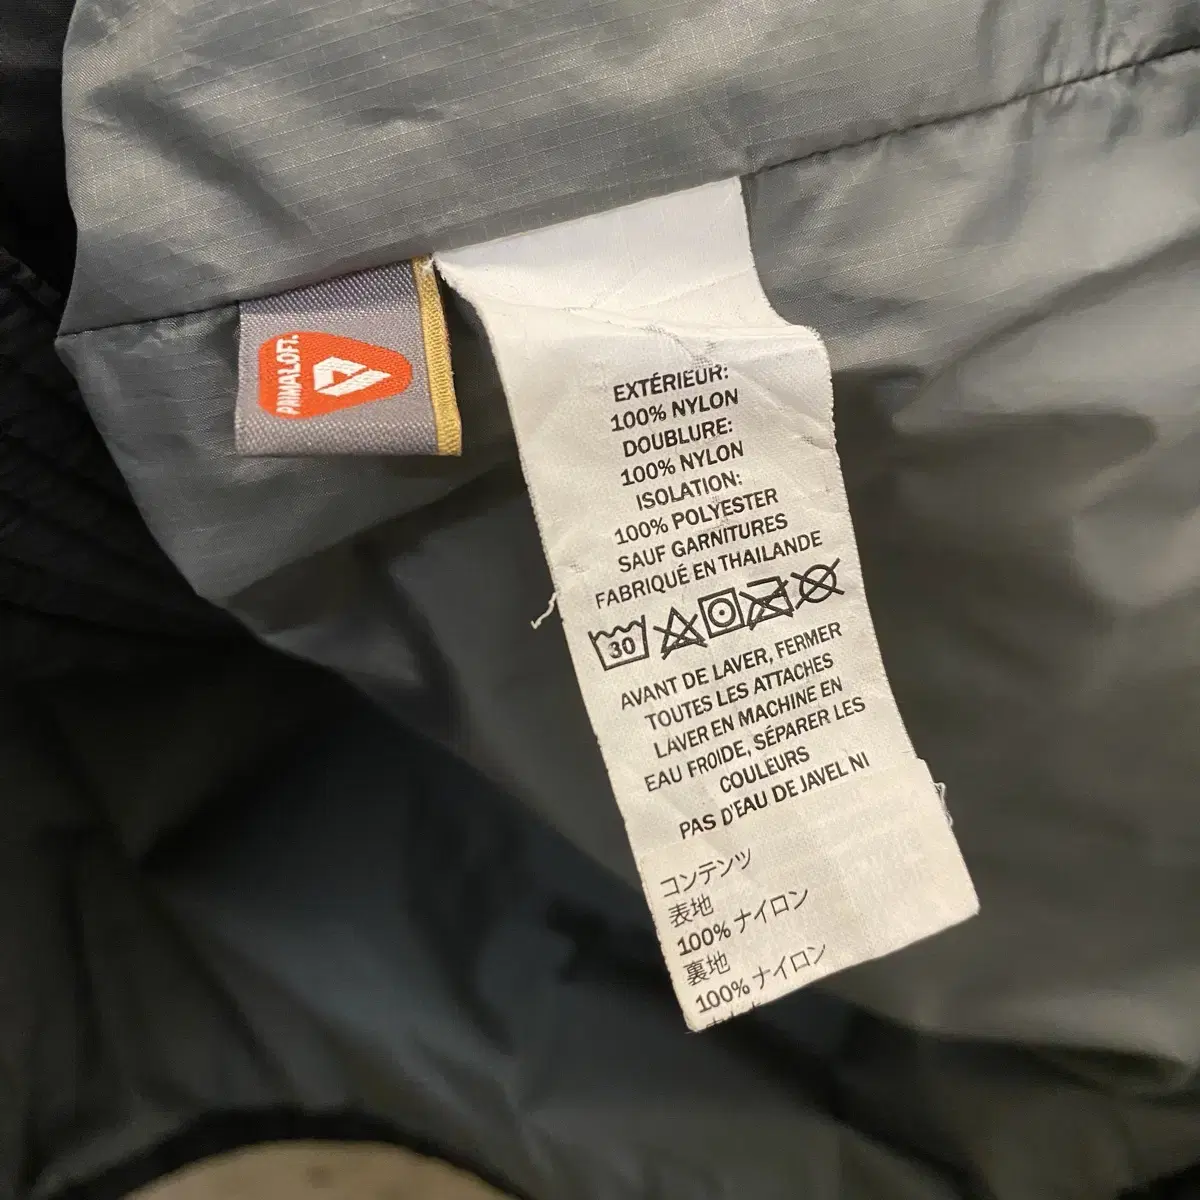 PRIMALOFT.
EXTÉRIEUR:
100% NYLON
DOUBLURE:
100% NYLON
ISOLATION:
100% POLYESTER
SAUF GARNITURES
FABRIQUÉ EN THAILANDE
30
AVANT DE LAVER, FERMER
TOUTES LES ATTACHES
LAVER EN MACHINE EN
EAU FROIDE, SÉPARER LES
COULEURS
PAS D'EAU DE JAVEL NI
コンテンツ
表地
100% ナイロン
裏地
100% ナイロン